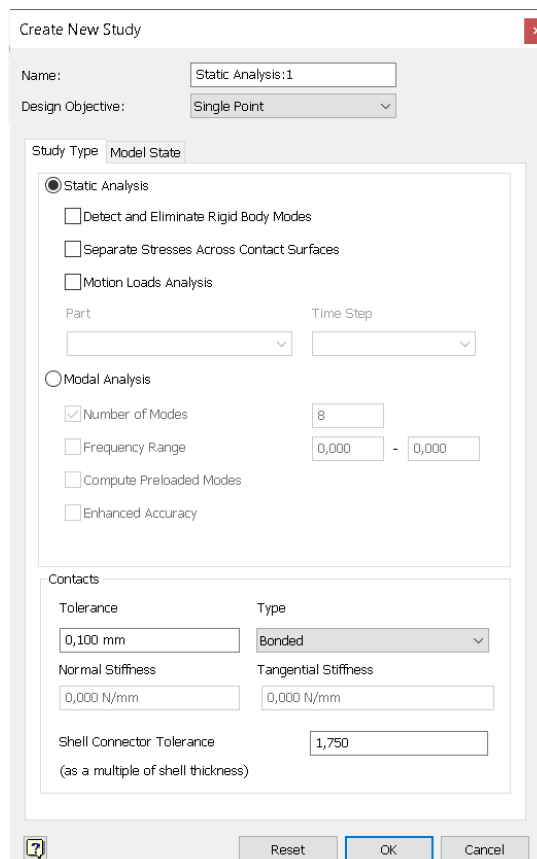 Create New Study
Name: Static Analysis:1
Design Objective: Single Point
Study Type Model State
Static Analysis
Detect and Eliminate Rigid Body Modes
Separate Stresses Across Contact Surfaces
Motion Loads Analysis
Part Time Step
Modal Analysis
Number of Modes 8
Frequency Range 0,000 - 0,000
Compute Preloaded Modes
Enhanced Accuracy
Contacts
Tolerance Type
0,100 mm Bonded
Normal Stiffness Tangential Stiffness
0,000 N/mm 0,000 N/mm
Shell Connector Tolerance 1,750
(as a multiple of shell thickness)
Reset OK Cancel